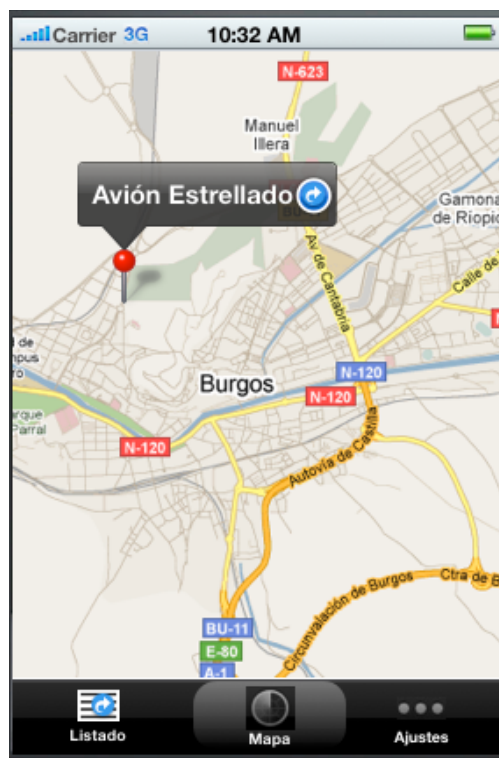 Carrier 3G 10:32 AM
N-623
Manuel
Illera
Avión Estrellado
Gamona
de Riopic
Av de Cantabria
Calle de
N-120
N-120
Burgos
N-120
Autovía de Castilla
Circunvalación de Burgos
Ctra de B
BU-11
E-80
A-1
Listado
Mapa
Ajustes